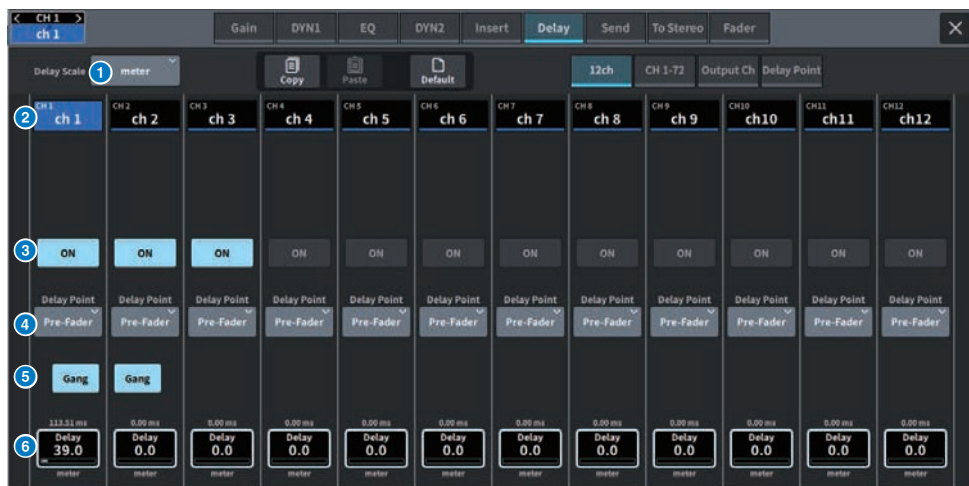 < CH 1 >
ch 1
Gain DYN1 EQ DYN2 Insert Delay Send To Stereo Fader
Delay Scale 1 meter Copy Paste Default 12ch CH 1-72 Output Ch Delay Point
CH 1 CH 2 CH 3 CH 4 CH 5 CH 6 CH 7 CH 8 CH 9 CH10 CH11 CH12
2 ch 1 ch 2 ch 3 ch 4 ch 5 ch 6 ch 7 ch 8 ch 9 ch10 ch11 ch12
3 ON ON ON ON ON ON ON ON ON ON ON ON
Delay Point Delay Point Delay Point Delay Point Delay Point Delay Point Delay Point Delay Point Delay Point Delay Point Delay Point Delay Point
4 Pre-Fader Pre-Fader Pre-Fader Pre-Fader Pre-Fader Pre-Fader Pre-Fader Pre-Fader Pre-Fader Pre-Fader Pre-Fader Pre-Fader
5 Gang Gang
113.51 ms 0.00 ms 0.00 ms 0.00 ms 0.00 ms 0.00 ms 0.00 ms 0.00 ms 0.00 ms 0.00 ms 0.00 ms 0.00 ms
Delay Delay Delay Delay Delay Delay Delay Delay Delay Delay Delay Delay
6 39.0 0.0 0.0 0.0 0.0 0.0 0.0 0.0 0.0 0.0 0.0 0.0
meter meter meter meter meter meter meter meter meter meter meter meter